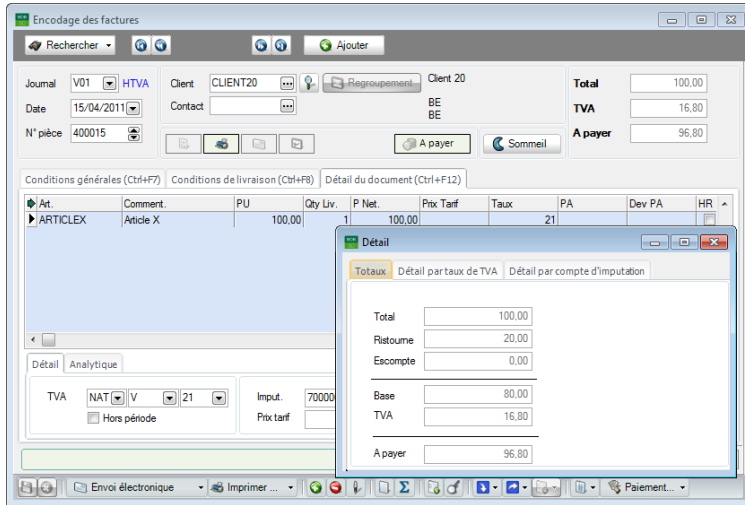 Encodage des factures
Rechercher
Ajouter
Journal V01 HTVA Client CLIENT20 Regroupement Client 20 Total 100,00
Date 15/04/2011 Contact BE TVA 16,80
BE
N° pièce 400015 A payer Sommeil A payer 96,80
Conditions générales (Ctrl+F7) Conditions de livraison (Ctrl+F8) Détail du document (Ctrl+F12)
Art. Comment. PU Qty Liv. P Net. Prix Tarif Taux PA Dev PA HR
ARTICLEX Article X 100,00 1 100,00 21
Détail
Totaux Détail par taux de TVA Détail par compte d'imputation
Total 100,00
Ristourne 20,00
Escompte 0,00
Base 80,00
TVA 16,80
A payer 96,80
Détail Analytique
TVA NAT V 21 Imput. 70000
Hors période Prix tarif
Envoi électronique Imprimer ... Σ Paiement...